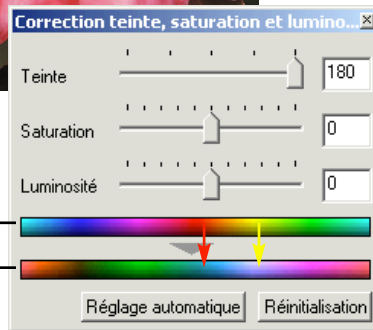 Correction teinte, saturation et lumino...
Teinte 180
Saturation 0
Luminosité 0
Réglage automatique Réinitialisation